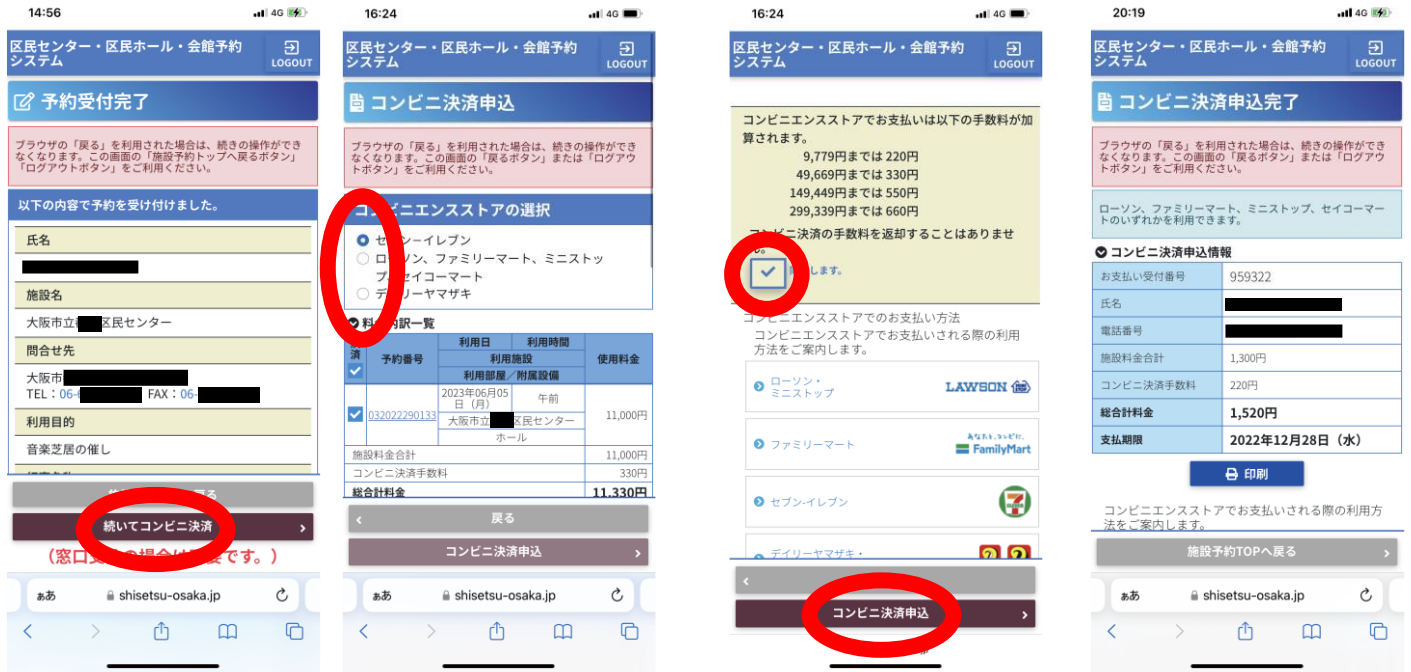 14:56
4G
区民センター・区民ホール・会館予約
システム
LOGOUT
予約受付完了
ブラウザの「戻る」を利用された場合は、続きの操作ができ
なくなります。この画面の「施設予約トップへ戻るボタン」
「ログアウトボタン」をご利用ください。
以下の内容で予約を受け付けました。
氏名
施設名
大阪市立 区民センター
問合せ先
大阪市
TEL：06- FAX：06-
利用目的
音楽芝居の催し
戻る
続いてコンビニ決済
（窓口 の場合は 要です。）
ぁあ
shisetsu-osaka.jp
16:24
4G
区民センター・区民ホール・会館予約
システム
LOGOUT
コンビニ決済申込
ブラウザの「戻る」を利用された場合は、続きの操作ができ
なくなります。この画面の「戻るボタン」または「ログアウ
トボタン」をご利用ください。
コンビニエンスストアの選択
セブン－イレブン
ローソン、ファミリーマート、ミニストッ
プ、セイコーマート
デイリーヤマザキ
料 内訳一覧
済
予約番号
利用日
利用時間
利用施設
利用部屋／附属設備
使用料金
2023年06月05
日（月）
午前
032022290133
大阪市立 区民センター
ホール
11,000円
施設料金合計
11,000円
コンビニ決済手数料
330円
総合計料金
11,330円
戻る
コンビニ決済申込
ぁあ
shisetsu-osaka.jp
16:24
4G
区民センター・区民ホール・会館予約
システム
LOGOUT
コンビニエンスストアでお支払いは以下の手数料が加
算されます。
9,779円までは 220円
49,669円までは 330円
149,449円までは 550円
299,339円までは 660円
コンビニ決済の手数料を返却することはありませ
ん。
します。
コンビニエンスストアでのお支払い方法
コンビニエンスストアでお支払いされる際の利用
方法をご案内します。
ローソン・
ミニストップ
LAWSON
ファミリーマート
あなたと、コンビに、
FamilyMart
セブン-イレブン
デイリーヤマザキ・
コンビニ決済申込
ぁあ
shisetsu-osaka.jp
20:19
4G
区民センター・区民ホール・会館予約
システム
LOGOUT
コンビニ決済申込完了
ブラウザの「戻る」を利用された場合は、続きの操作ができ
なくなります。この画面の「戻るボタン」または「ログアウ
トボタン」をご利用ください。
ローソン、ファミリーマート、ミニストップ、セイコーマー
トのいずれかを利用できます。
コンビニ決済申込情報
お支払い受付番号
959322
氏名
電話番号
施設料金合計
1,300円
コンビニ決済手数料
220円
総合計料金
1,520円
支払期限
2022年12月28日（水）
印刷
コンビニエンスストアでお支払いされる際の利用方
法をご案内します。
施設予約TOPへ戻る
ぁあ
shisetsu-osaka.jp